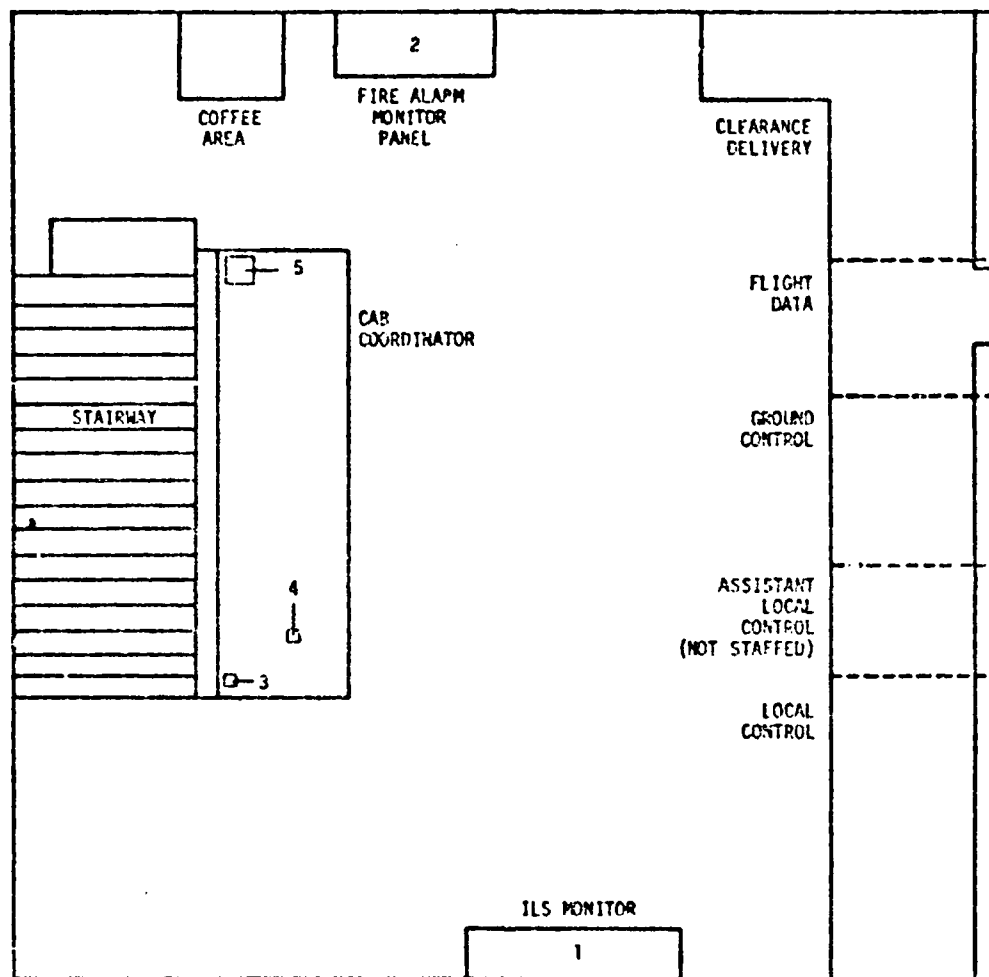 2
COFFEE
AREA
FIRE ALAPM
MONITOR
PANEL
CLEARANCE
DELIVERY
5
CAB
COORDINATOR
FLIGHT
DATA
STAIRWAY
GROUND
CONTROL
4
ASSISTANT
LOCAL
CONTROL
(NOT STAFFED)
3
LOCAL
CONTROL
ILS MONITOR
1